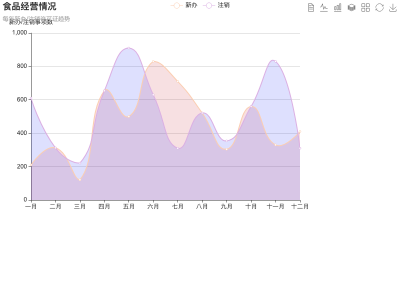 食品经营情况
新办 注销
新办/注销事项数
1,000
800
600
400
200
0
一月 二月 三月 四月 五月 六月 七月 八月 九月 十月 十一月 十二月